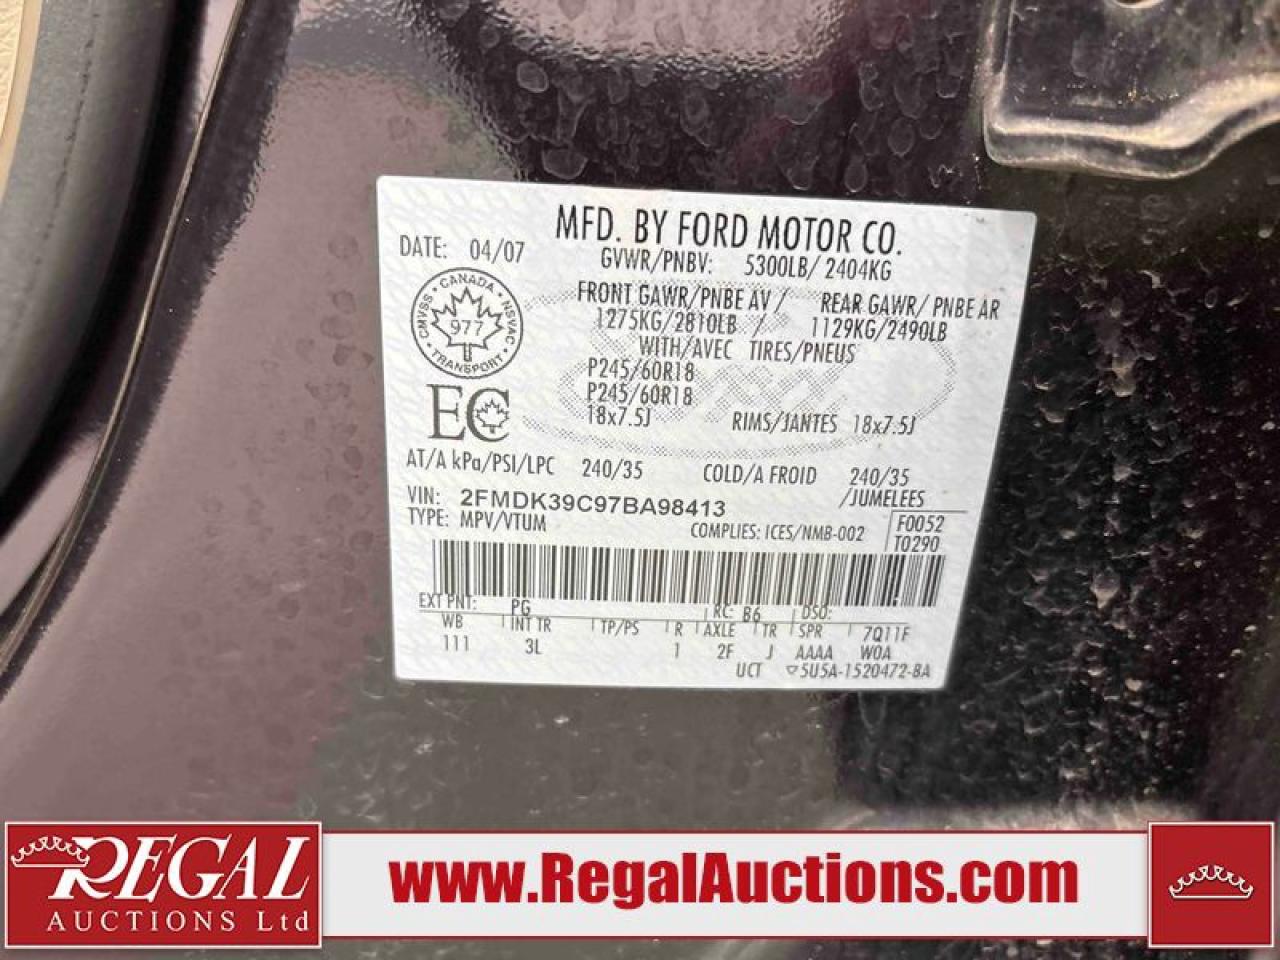 MFD. BY FORD MOTOR CO.
DATE: 04/07
GVWR/PNBV: 5300LB/ 2404KG
FRONT GAWR/PNBE AV / REAR GAWR/ PNBE AR
1275KG/2810LB / 1129KG/2490LB
WITH/AVEC TIRES/PNEUS
P245/60R18
P245/60R18
18x7.5J RIMS/JANTES 18x7.5J
CANADA
CMVSS 977 NSVAC
TRANSPORT
EC
AT/A kPa/PSI/LPC 240/35 COLD/A FROID 240/35
/JUMELEES
VIN: 2FMDK39C97BA98413
TYPE: MPV/VTUM COMPLIES: ICES/NMB-002
F0052
T0290
EXT PNT: PG RC: B6 DSO:
WB INT TR TP/PS R AXLE TR SPR 7Q11F
111 3L 1 2F J AAAA W0A
UCT 5U5A-1520472-BA
REGAL
AUCTIONS Ltd
www.RegalAuctions.com